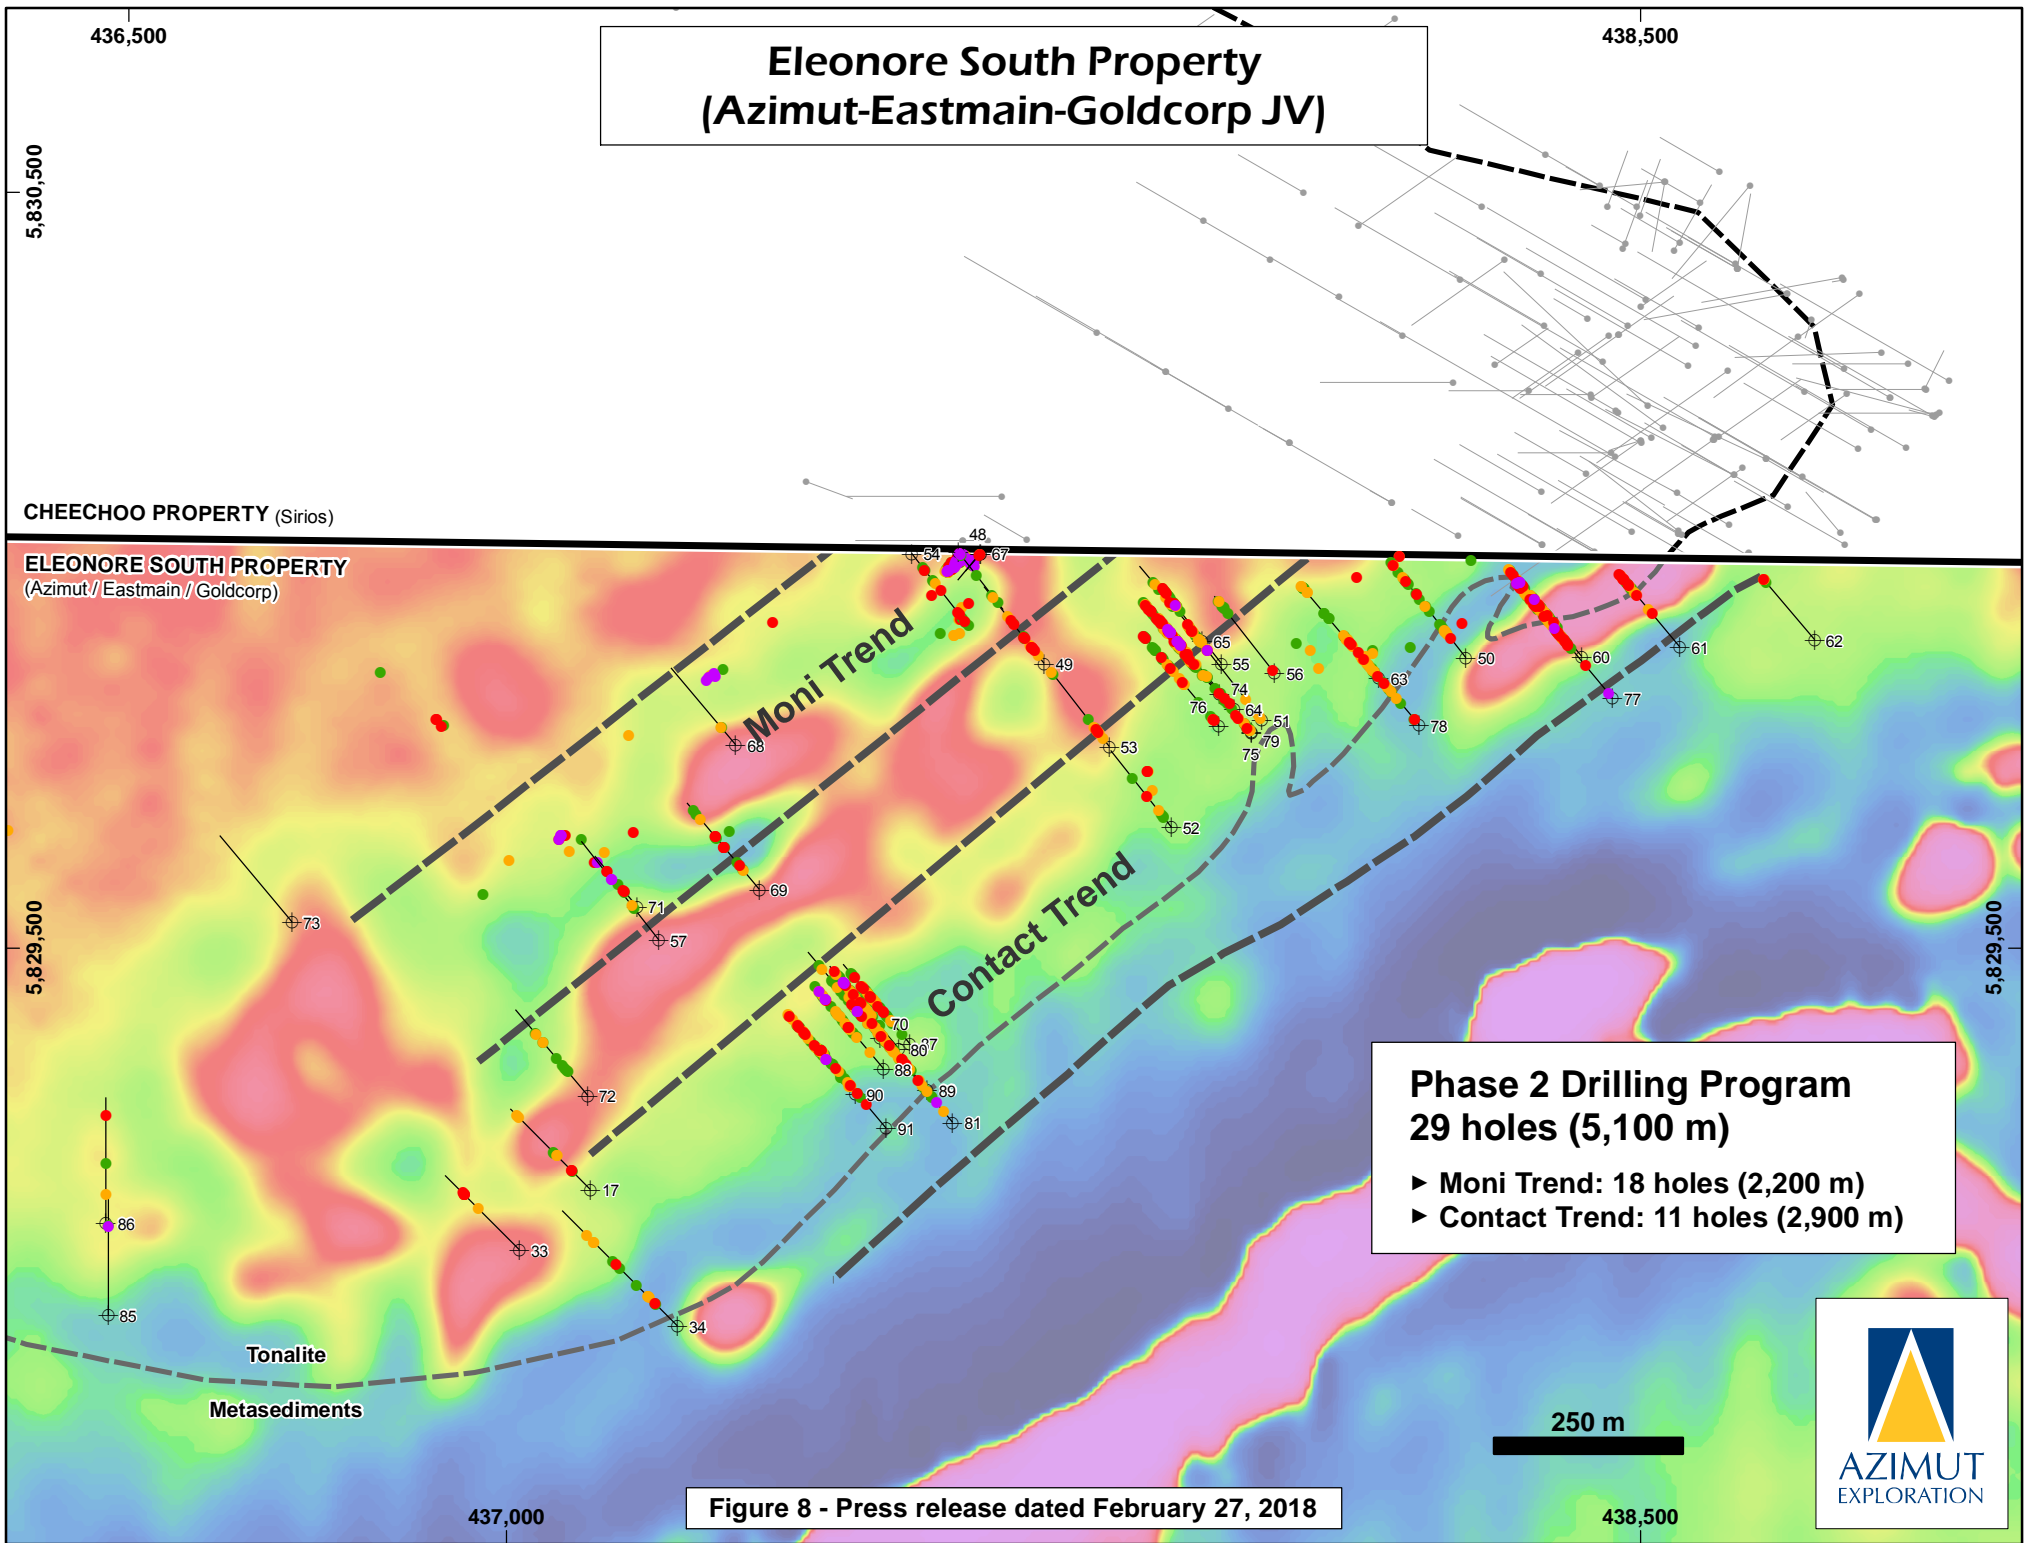 436,500
438,500
Eleonore South Property
(Azimut-Eastmain-Goldcorp JV)
5,830,500
CHEECHOO PROPERTY (Sirios)
ELEONORE SOUTH PROPERTY
(Azimut / Eastmain / Goldcorp)
48
54
67
Moni Trend
49
53
52
65
55
56
74
76
64
51
79
75
63
78
50
60
77
61
62
68
69
71
57
73
5,829,500
5,829,500
Contact Trend
70
87
80
88
89
90
91
81
72
17
33
34
86
85
Tonalite
Metasediments
Phase 2 Drilling Program
29 holes (5,100 m)
► Moni Trend: 18 holes (2,200 m)
► Contact Trend: 11 holes (2,900 m)
250 m
AZIMUT
EXPLORATION
Figure 8 - Press release dated February 27, 2018
437,000
438,500